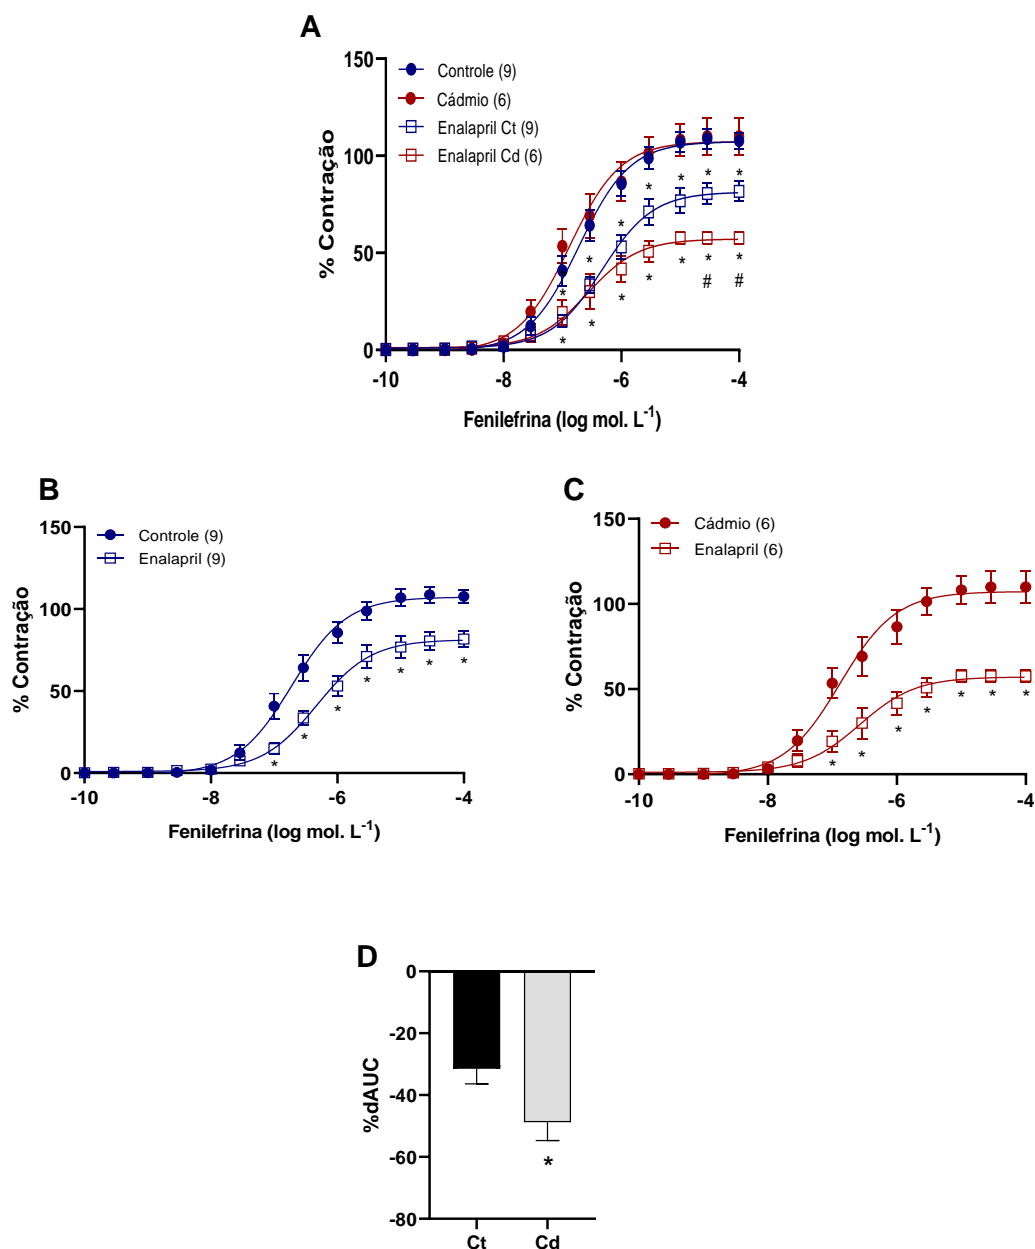 A
150
100
50
0
% Contração
Controle (9)
Cádmio (6)
Enalapril Ct (9)
Enalapril Cd (6)
* * * *
*
*
*
* * * * * * *
# #
-10 -8 -6 -4
Fenilefrina (log mol. L⁻¹)
B
150
100
50
0
% Contração
Controle (9)
Enalapril (9)
* * * * * * *
-10 -8 -6 -4
Fenilefrina (log mol. L⁻¹)
C
150
100
50
0
% Contração
Cádmio (6)
Enalapril (6)
* * * * * * *
-10 -8 -6 -4
Fenilefrina (log mol. L⁻¹)
D
0
-20
-40
-60
-80
%dAUC
*
Ct Cd